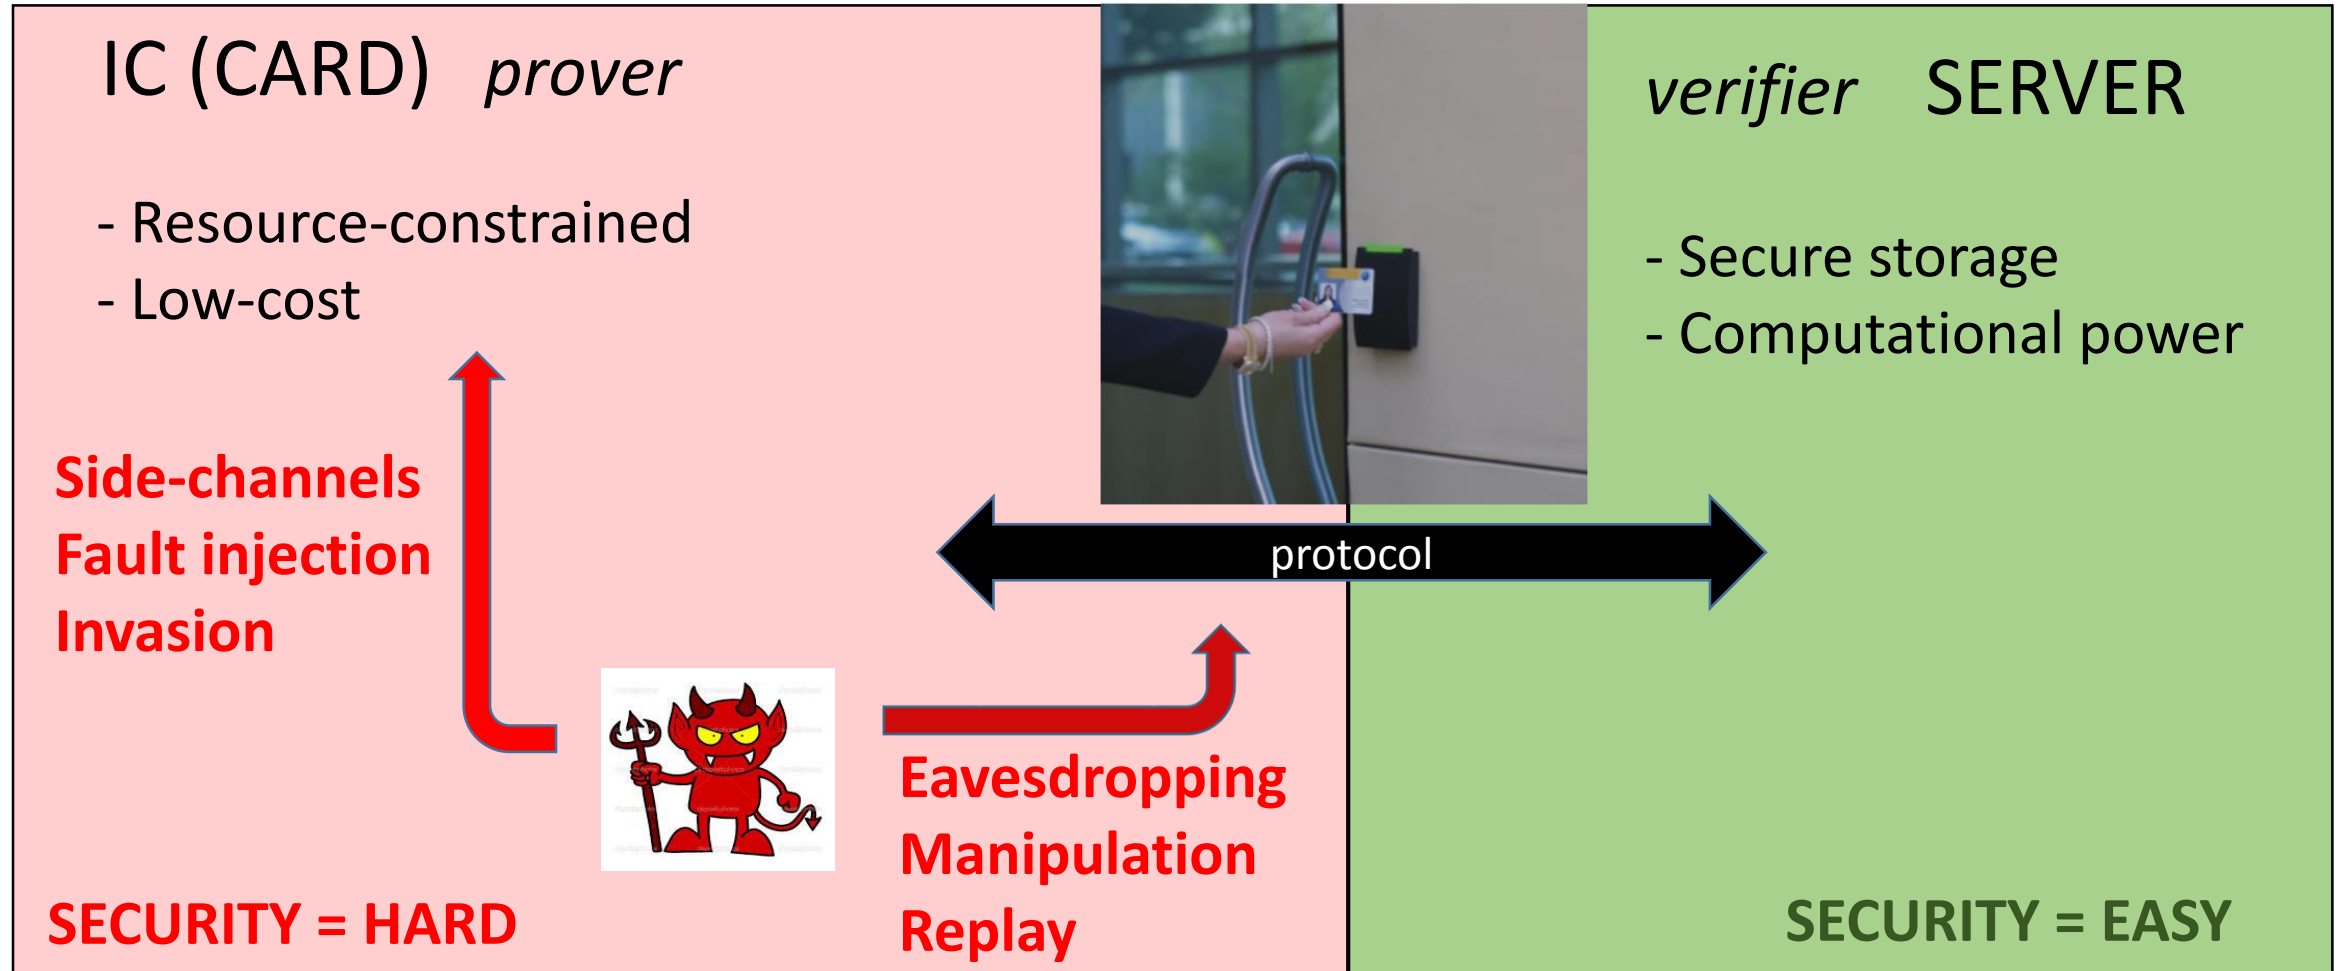 IC (CARD) prover
- Resource-constrained
- Low-cost
Side-channels
Fault injection
Invasion
SECURITY = HARD
protocol
Eavesdropping
Manipulation
Replay
verifier SERVER
- Secure storage
- Computational power
SECURITY = EASY